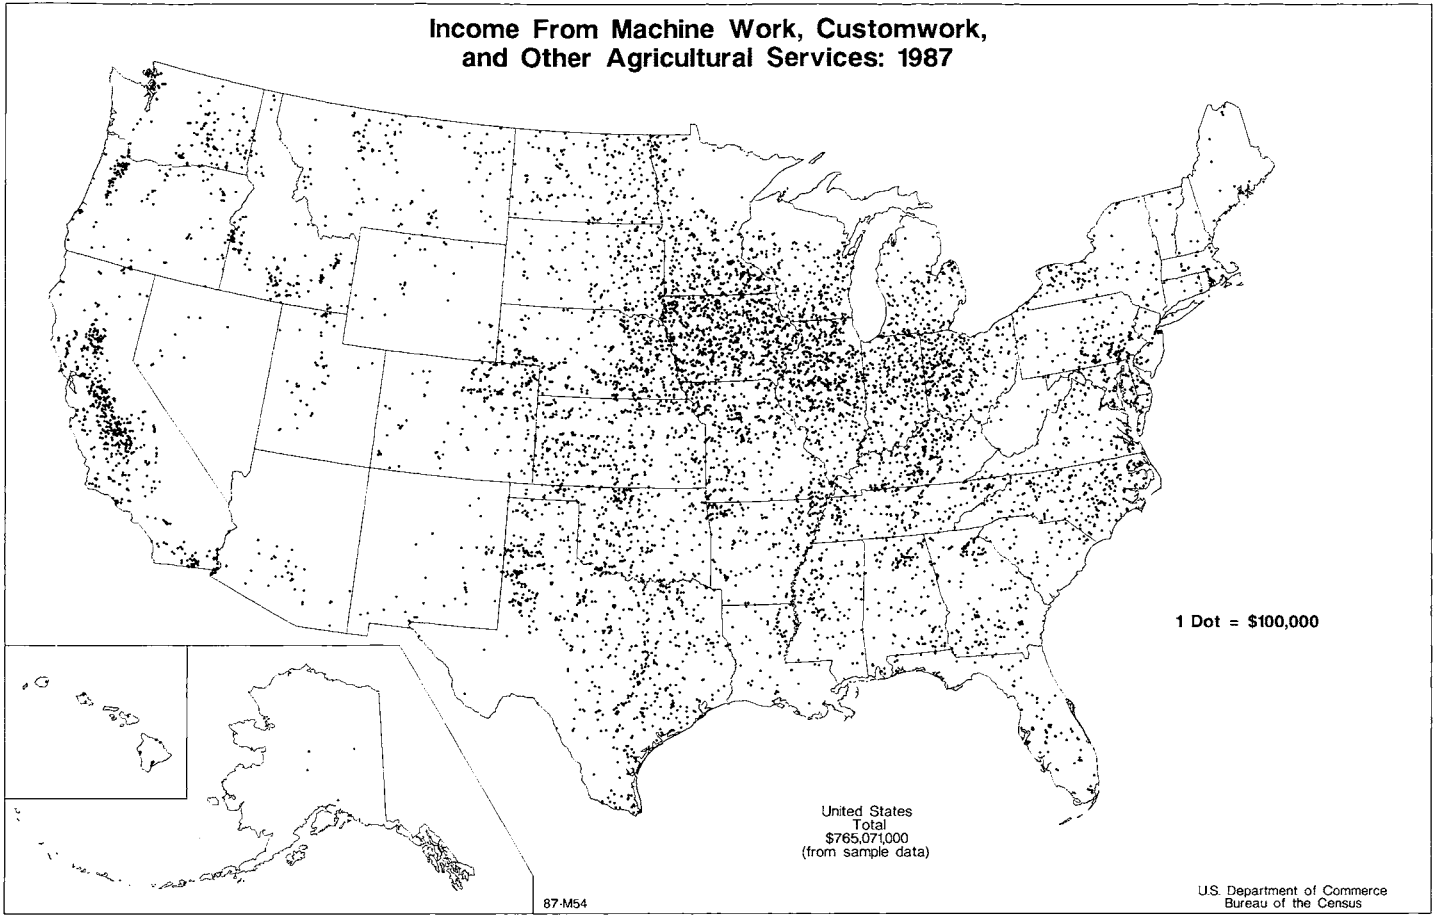 Income From Machine Work, Customwork,
and Other Agricultural Services: 1987
1 Dot = $100,000
United States
Total
$765,071,000
(from sample data)
87-M54
U.S. Department of Commerce
Bureau of the Census